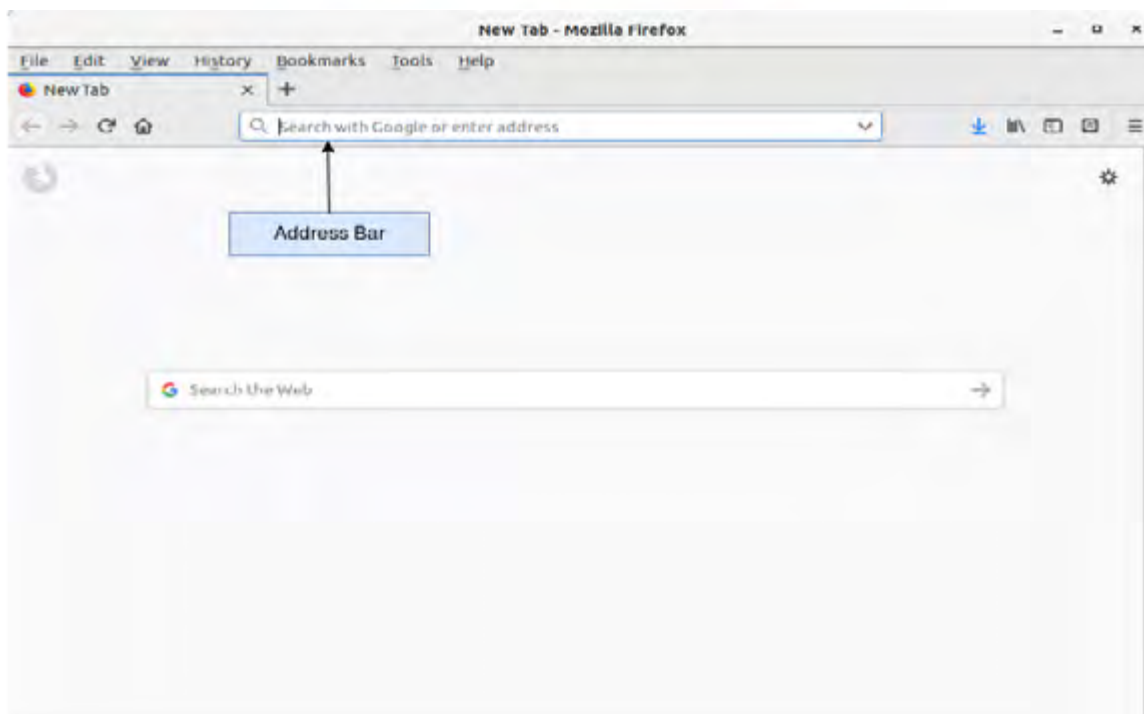 New Tab - Mozilla Firefox
File Edit View History Bookmarks Tools Help
New Tab
Search with Google or enter address
Address Bar
Search the Web